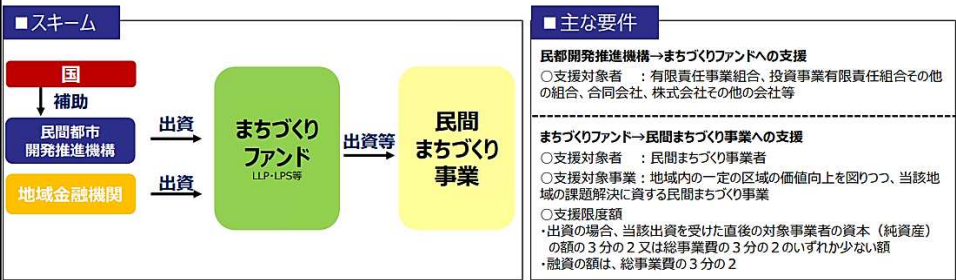 ■スキーム
国
補助
民間都市
開発推進機構
出資
地域金融機関
出資
まちづくり
ファンド
LLP・LPS等
出資等
民間
まちづくり
事業
■主な要件
民都開発推進機構→まちづくりファンドへの支援
○支援対象者　：有限責任事業組合、投資事業有限責任組合その他
の組合、合同会社、株式会社その他の会社等
まちづくりファンド→民間まちづくり事業への支援
○支援対象者　：民間まちづくり事業者
○支援対象事業：地域内の一定の区域の価値向上を図りつつ、当該地
域の課題解決に資する民間まちづくり事業
○支援限度額
・出資の場合、当該出資を受けた直後の対象事業者の資本（純資産）
の額の３分の２又は総事業費の３分の２のいずれか少ない額
・融資の額は、総事業費の３分の２